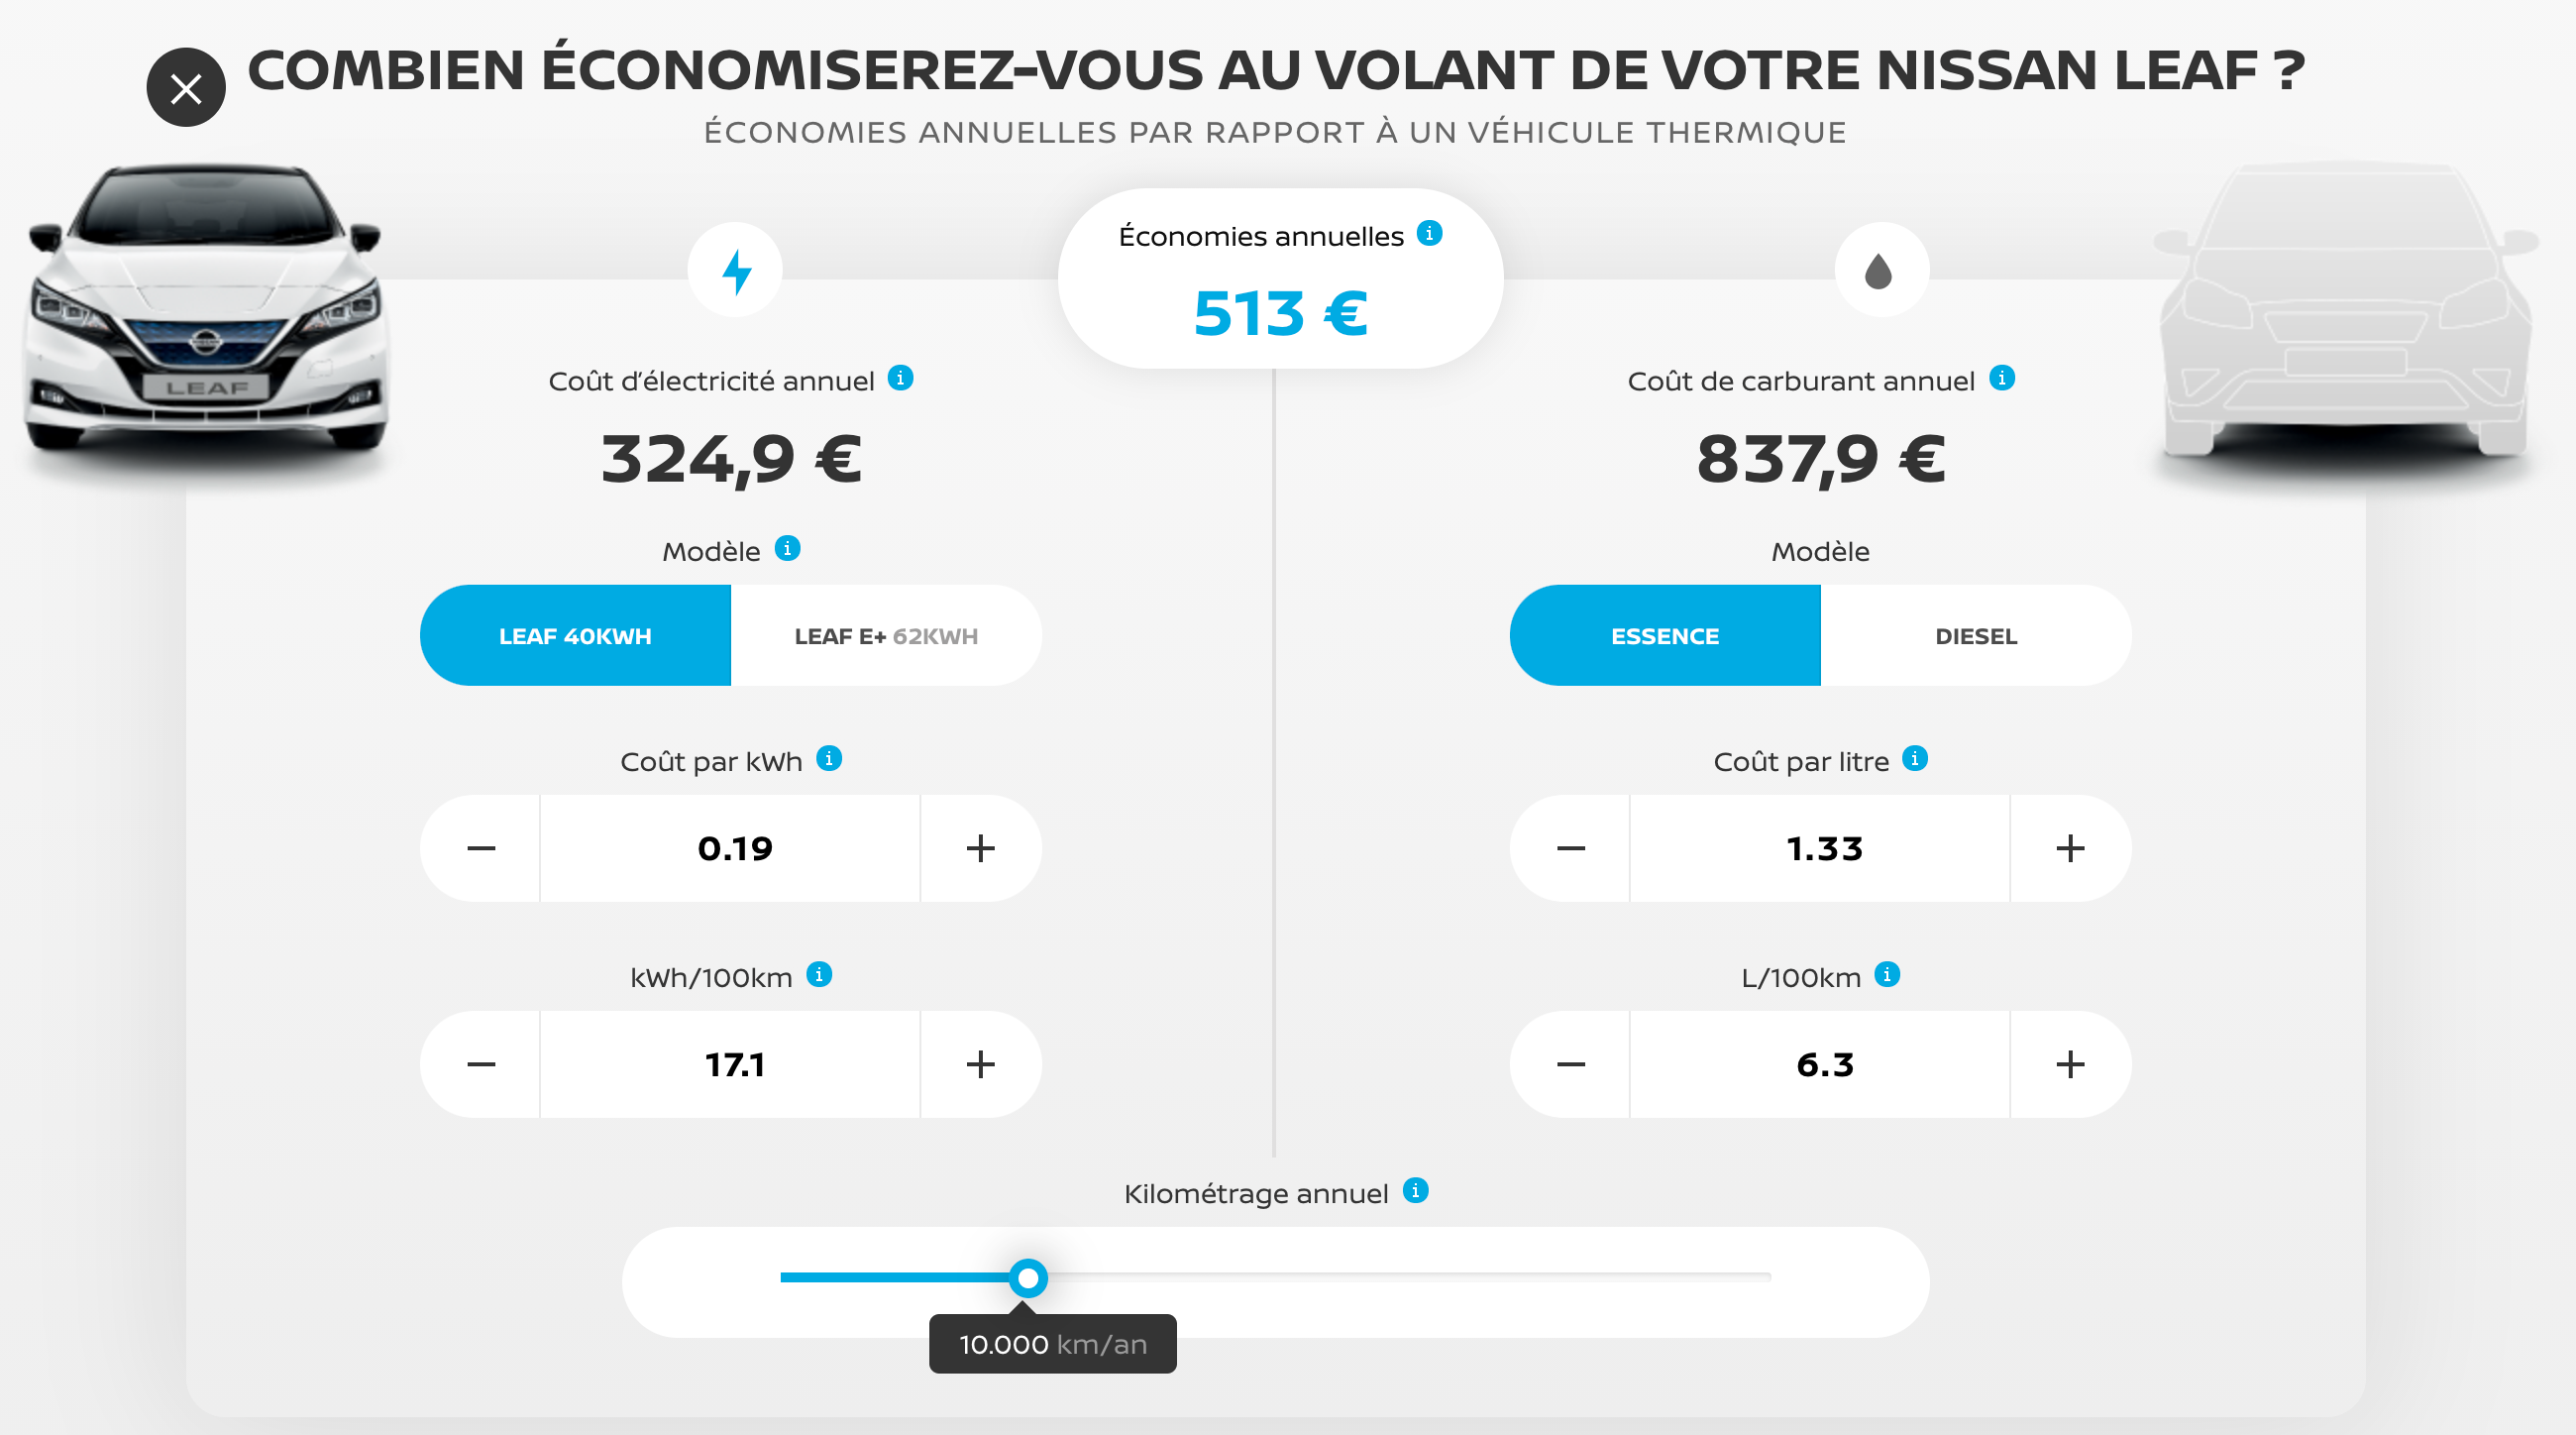 COMBIEN ÉCONOMISEREZ-VOUS AU VOLANT DE VOTRE NISSAN LEAF ?
ÉCONOMIES ANNUELLES PAR RAPPORT À UN VÉHICULE THERMIQUE
Économies annuelles i
513 €
LEAF
Coût d'électricité annuel i
324,9 €
Modèle i
LEAF 40KWH LEAF E+ 62KWH
Coût par kWh i
− 0.19 +
kWh/100km i
− 17.1 +
Coût de carburant annuel i
837,9 €
Modèle
ESSENCE DIESEL
Coût par litre i
− 1.33 +
L/100km i
− 6.3 +
Kilométrage annuel i
10.000 km/an